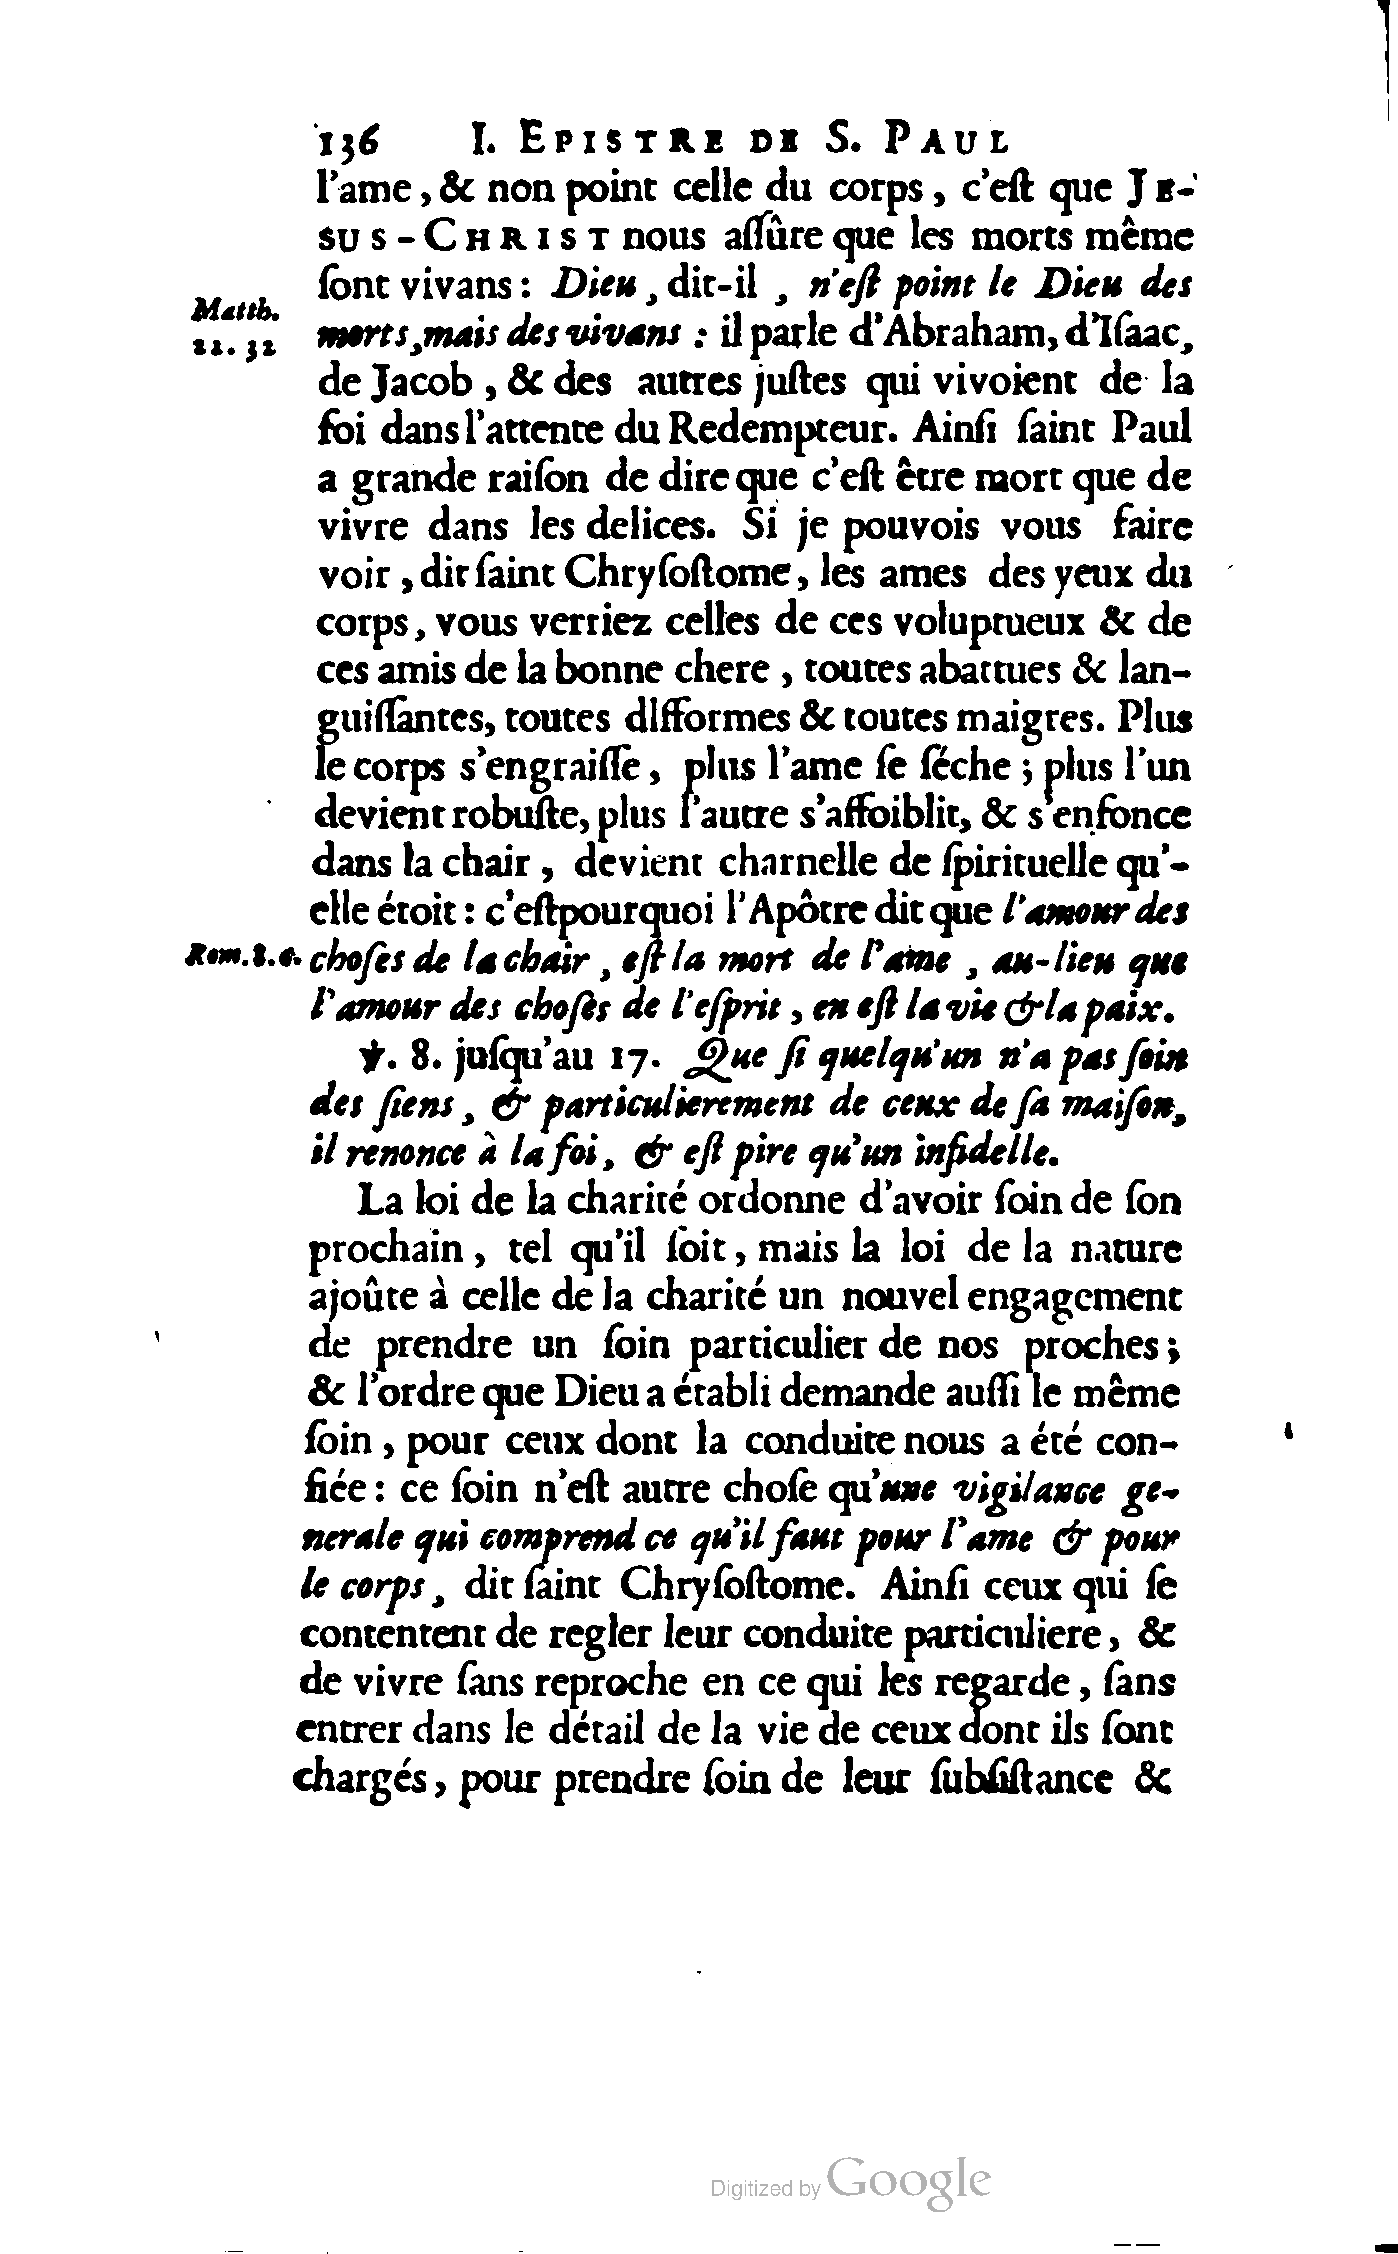 136 I. EPISTRE DE S. PAUL
l'ame, & non point celle du corps, c'eſt que JE-
SUS-CHRIST nous aſſûre que les morts même
ſont vivans: Dieu, dit-il, n'eſt point le Dieu des
Matth.
22. 32
morts, mais des vivans : il parle d'Abraham, d'Iſaac,
de Jacob, & des autres juſtes qui vivoient de la
foi dans l'attente du Redempteur. Ainſi ſaint Paul
a grande raiſon de dire que c'eſt être mort que de
vivre dans les delices. Si je pouvois vous faire
voir, dit ſaint Chryſoſtome, les ames des yeux du
corps, vous verriez celles de ces voluptueux & de
ces amis de la bonne chere, toutes abattues & lan-
guiſſantes, toutes dIfformes & toutes maigres. Plus
le corps s'engraiſſe, plus l'ame ſe ſéche; plus l'un
devient robuſte, plus l'autre s'affoiblit, & s'enfonce
dans la chair, devient charnelle de ſpirituelle qu'-
elle étoit: c'eſtpourquoi l'Apôtre dit que l'amour des
Rom. 8. 6.
choſes de la chair, eſt la mort de l'ame, au-lieu que
l'amour des choſes de l'eſprit, en eſt la vie & la paix.
℣. 8. juſqu'au 17. Que ſi quelqu'un n'a pas ſoin
des ſiens, & particulierement de ceux de ſa maiſon,
il renonce à la foi, & eſt pire qu'un infidelle.
La loi de la charité ordonne d'avoir ſoin de ſon
prochain, tel qu'il ſoit, mais la loi de la nature
ajoûte à celle de la charité un nouvel engagement
de prendre un ſoin particulier de nos proches;
& l'ordre que Dieu a établi demande auſſi le même
ſoin, pour ceux dont la conduite nous a été con-
fiée: ce ſoin n'eſt autre choſe qu'une vigilance ge-
nerale qui comprend ce qu'il faut pour l'ame & pour
le corps, dit ſaint Chryſoſtome. Ainſi ceux qui ſe
contentent de regler leur conduite particuliere, &
de vivre ſans reproche en ce qui les regarde, ſans
entrer dans le détail de la vie de ceux dont ils ſont
chargés, pour prendre ſoin de leur ſubſiſtance &
Digitized by Google